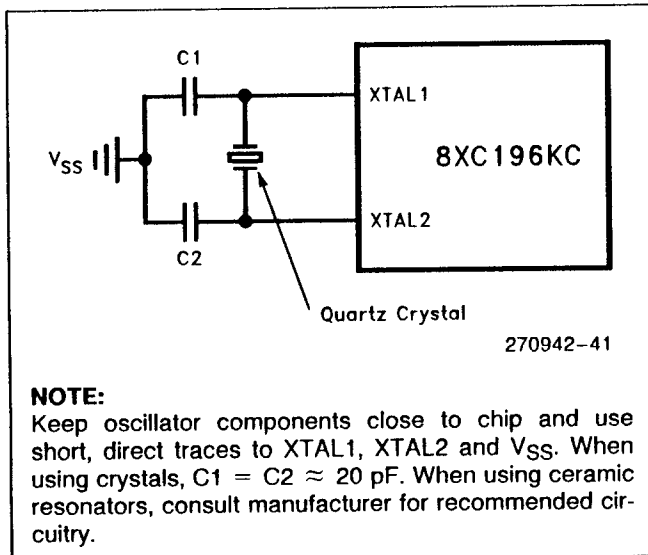 C1
XTAL1
VSS
8XC196KC
XTAL2
C2
Quartz Crystal
270942-41
NOTE:
Keep oscillator components close to chip and use
short, direct traces to XTAL1, XTAL2 and VSS. When
using crystals, C1 = C2 ≈ 20 pF. When using ceramic
resonators, consult manufacturer for recommended cir-
cuitry.